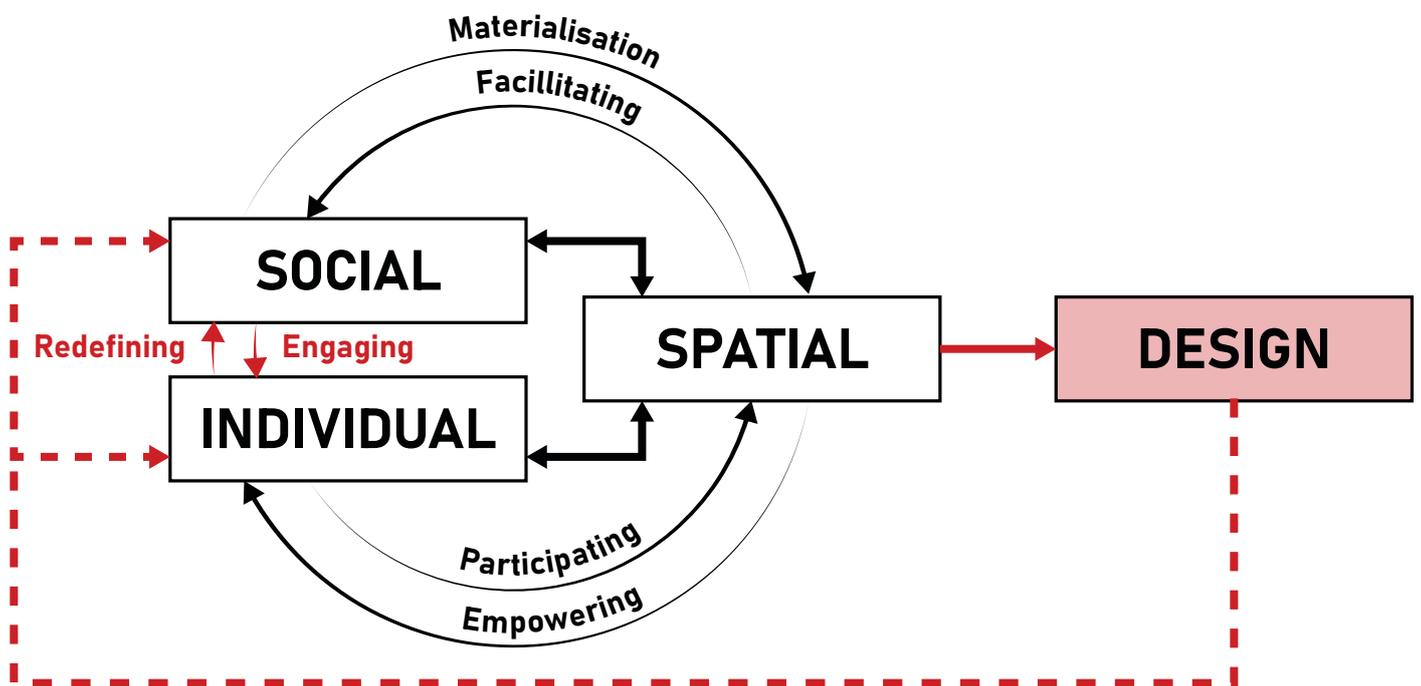 Materialisation
Facillitating
SOCIAL
Redefining
Engaging
SPATIAL
DESIGN
INDIVIDUAL
Participating
Empowering